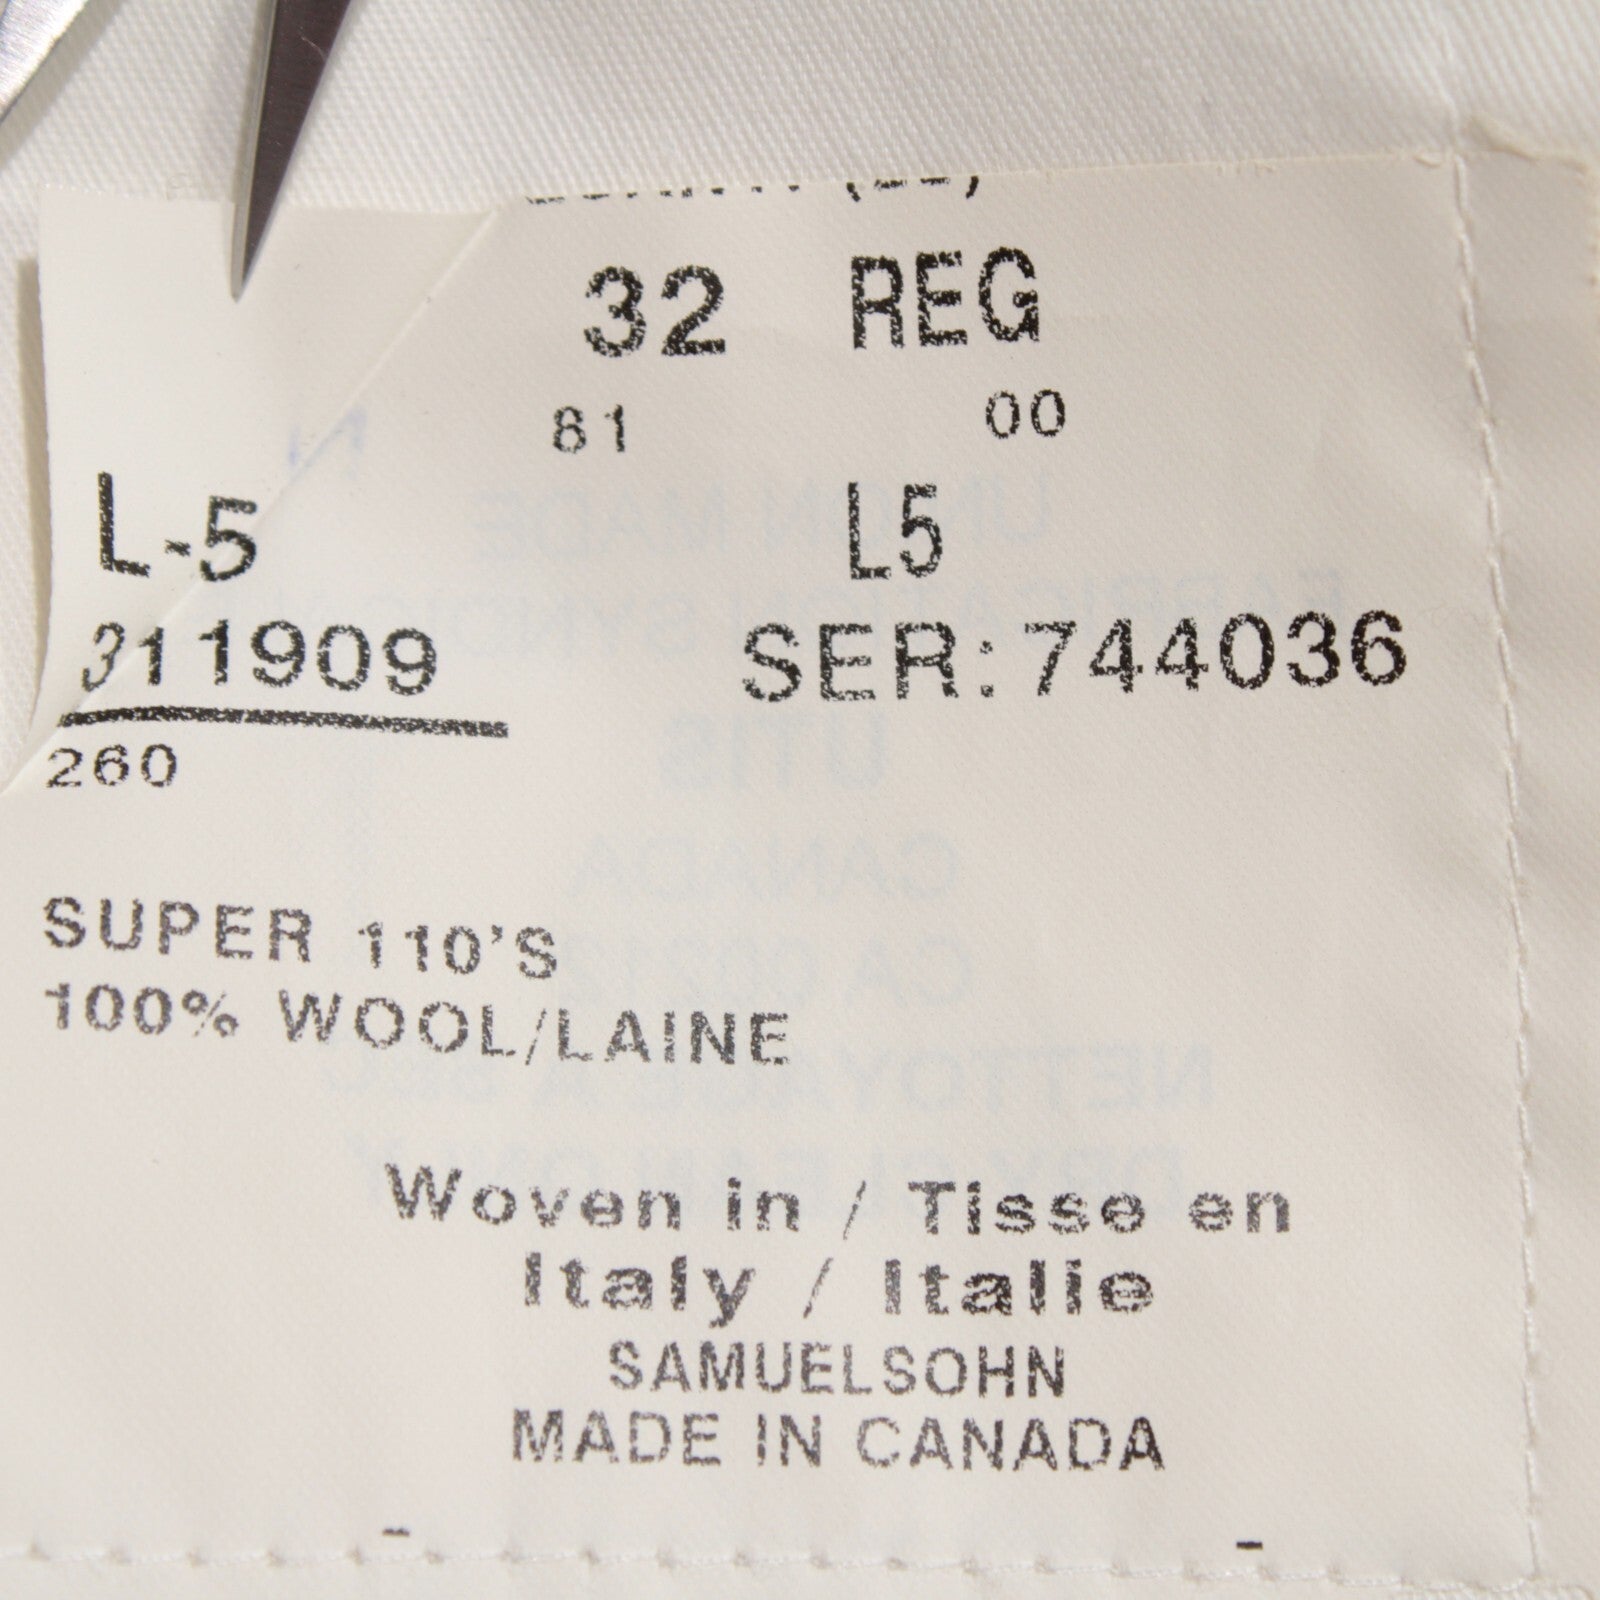 32 REG
81 00
L-5 L5
311909 SER: 744036
260
SUPER 110'S
100% WOOL/LAINE
Woven in / Tisse en
Italy / Italie
SAMUELSOHN
MADE IN CANADA